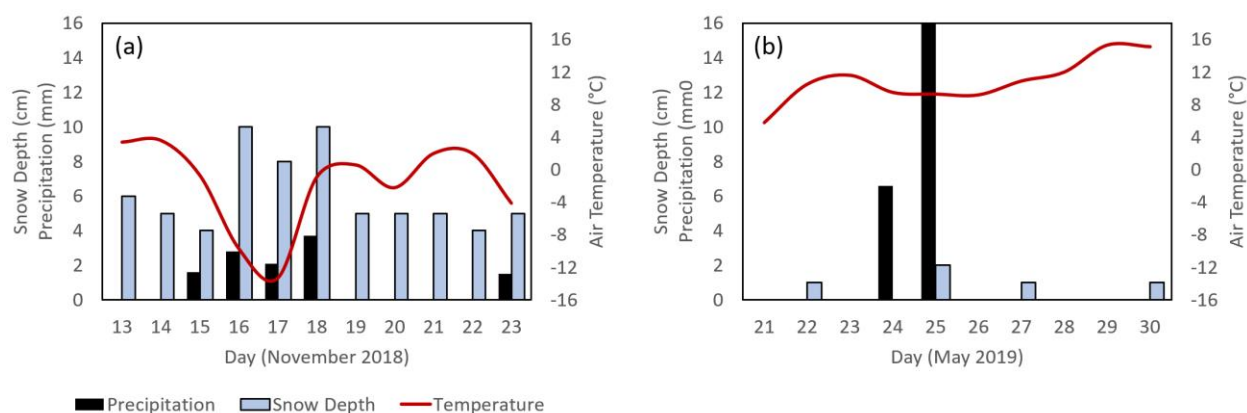 (a)
Snow Depth (cm)
Precipitation (mm)
16
14
12
10
8
6
4
2
0
16
12
8
4
0
-4
-8
-12
-16
Air Temperature (°C)
13 14 15 16 17 18 19 20 21 22 23
Day (November 2018)
(b)
Snow Depth (cm)
Precipitation (mm0
16
14
12
10
8
6
4
2
0
16
12
8
4
0
-4
-8
-12
-16
Air Temperature (°C)
21 22 23 24 25 26 27 28 29 30
Day (May 2019)
Precipitation Snow Depth Temperature